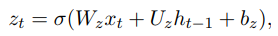 z_t = σ(W_z x_t + U_z h_{t−1} + b_z),